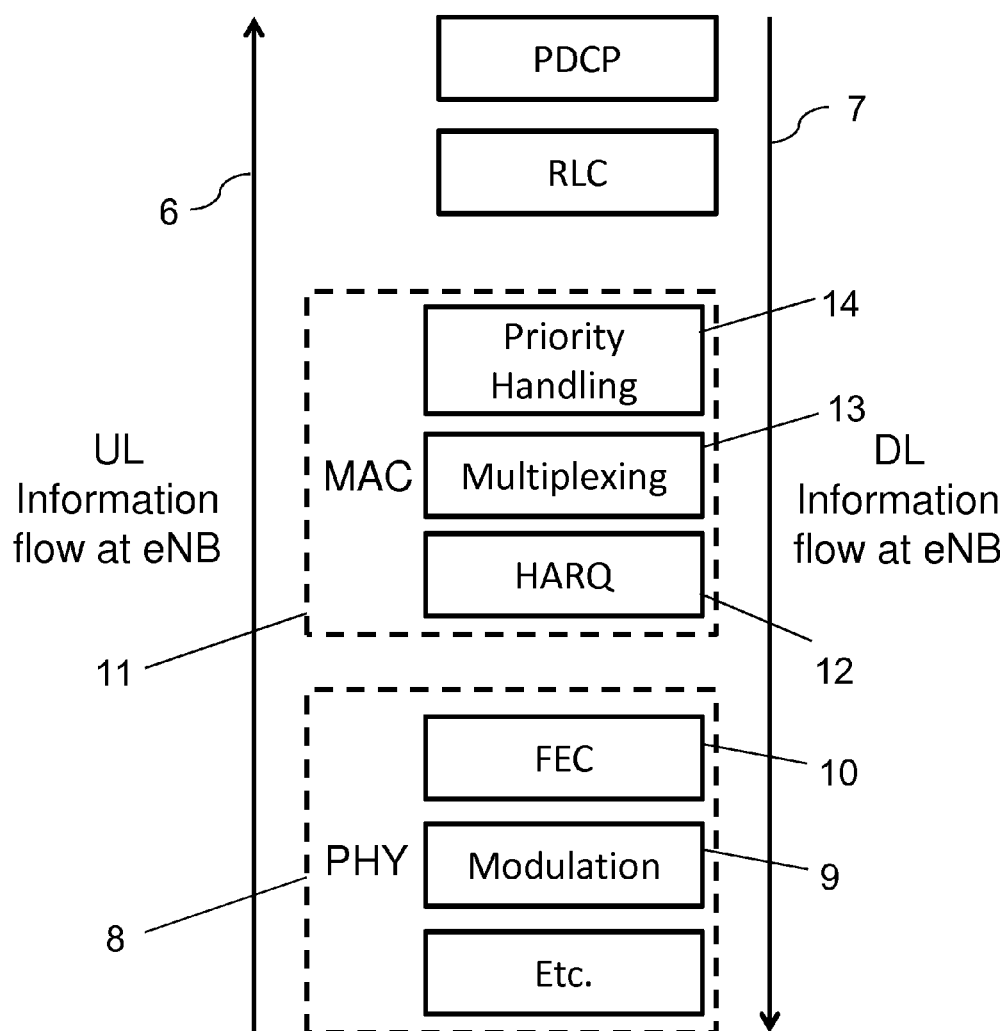 PDCP
7
RLC
6
14
Priority
Handling
13
UL
Information
flow at eNB
MAC
Multiplexing
DL
Information
flow at eNB
HARQ
11
12
FEC
10
PHY
Modulation
9
8
Etc.